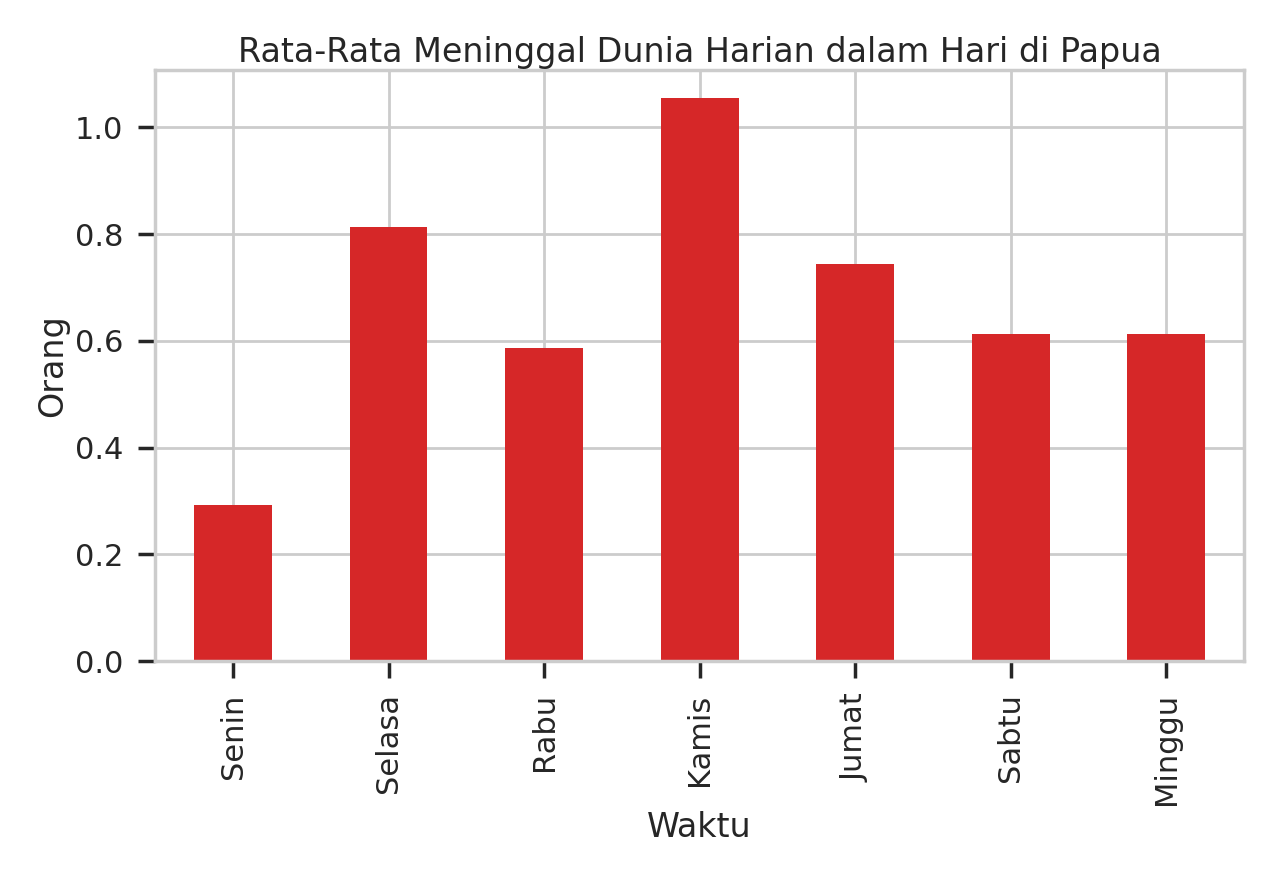 Rata-Rata Meninggal Dunia Harian dalam Hari di Papua
1.0
0.8
0.6
0.4
0.2
0.0
Orang
Senin
Selasa
Rabu
Kamis
Jumat
Sabtu
Minggu
Waktu